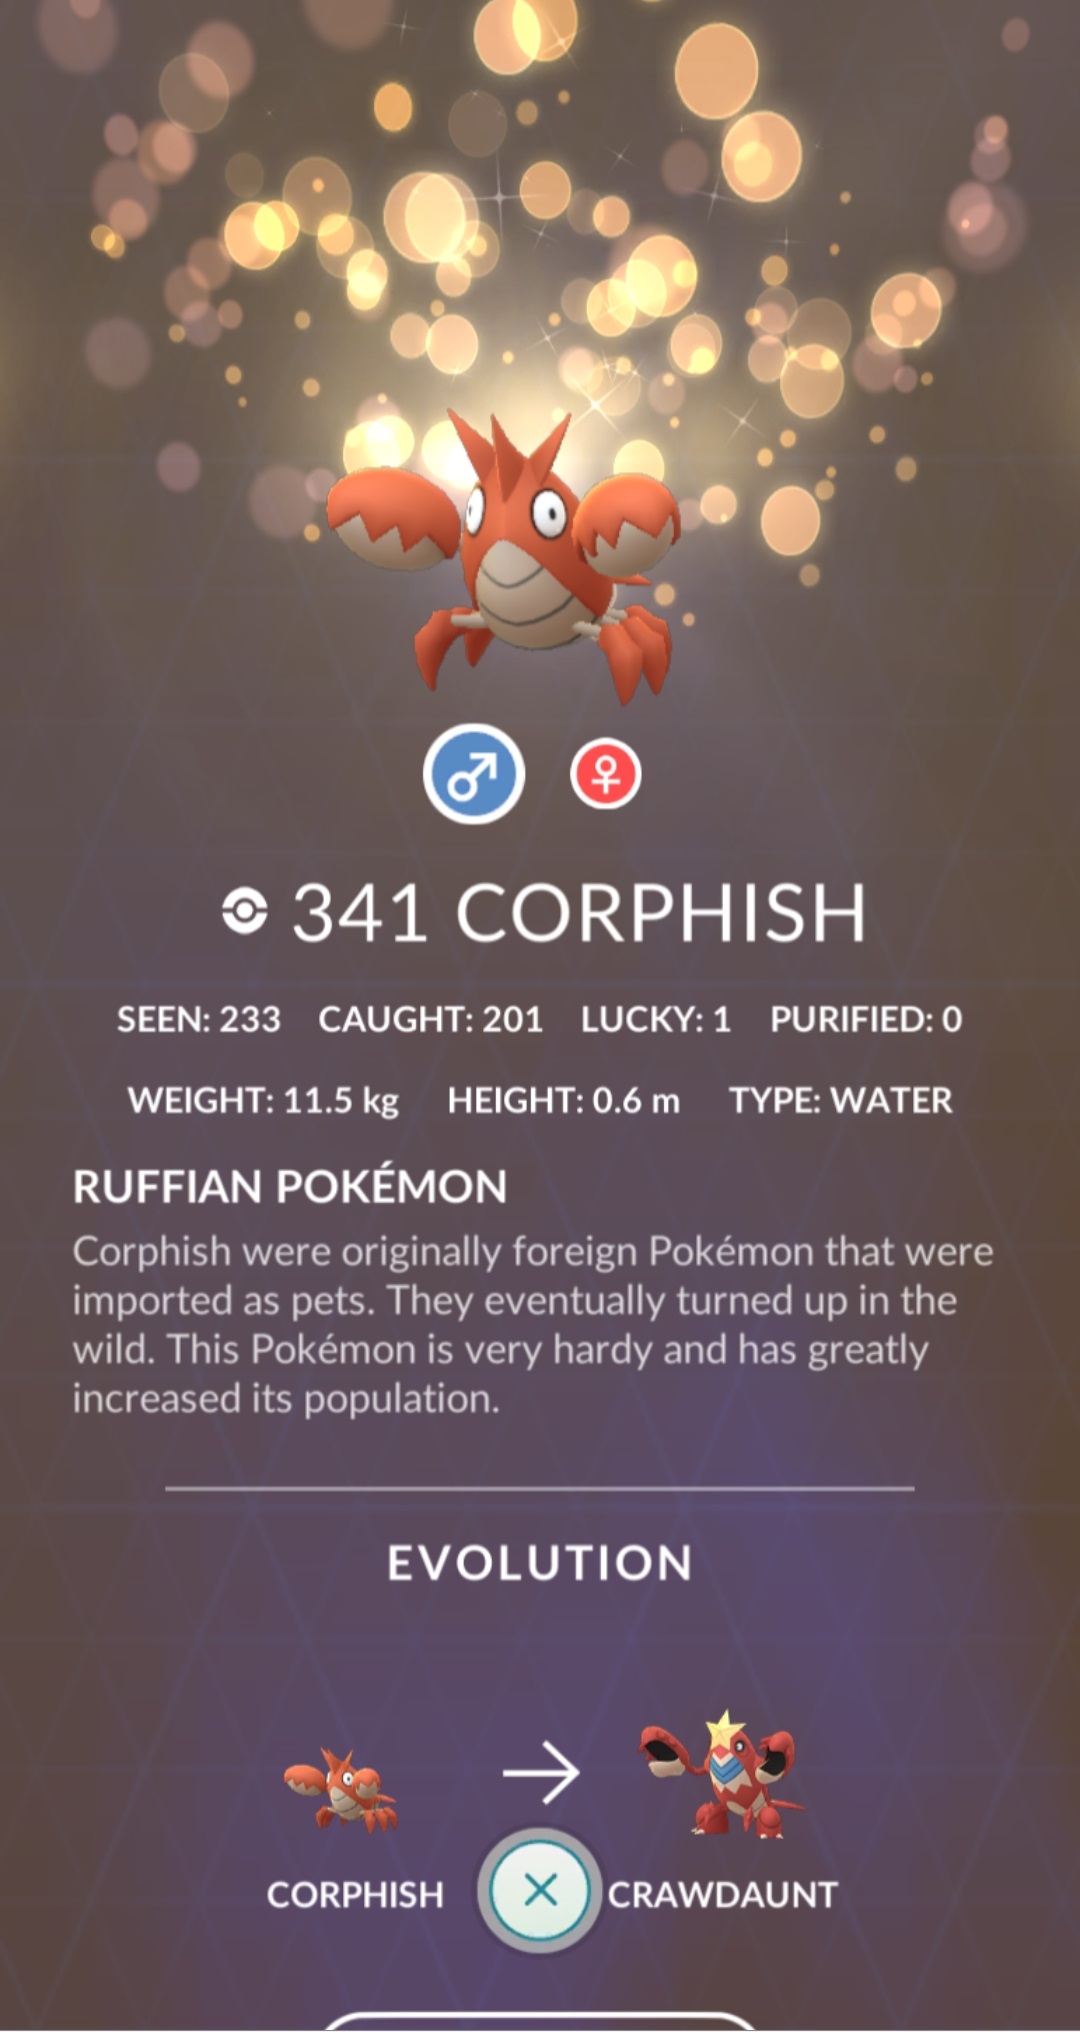 341 CORPHISH
SEEN: 233 CAUGHT: 201 LUCKY: 1 PURIFIED: 0
WEIGHT: 11.5 kg HEIGHT: 0.6 m TYPE: WATER
RUFFIAN POKÉMON
Corphish were originally foreign Pokémon that were
imported as pets. They eventually turned up in the
wild. This Pokémon is very hardy and has greatly
increased its population.
EVOLUTION
CORPHISH CRAWDAUNT